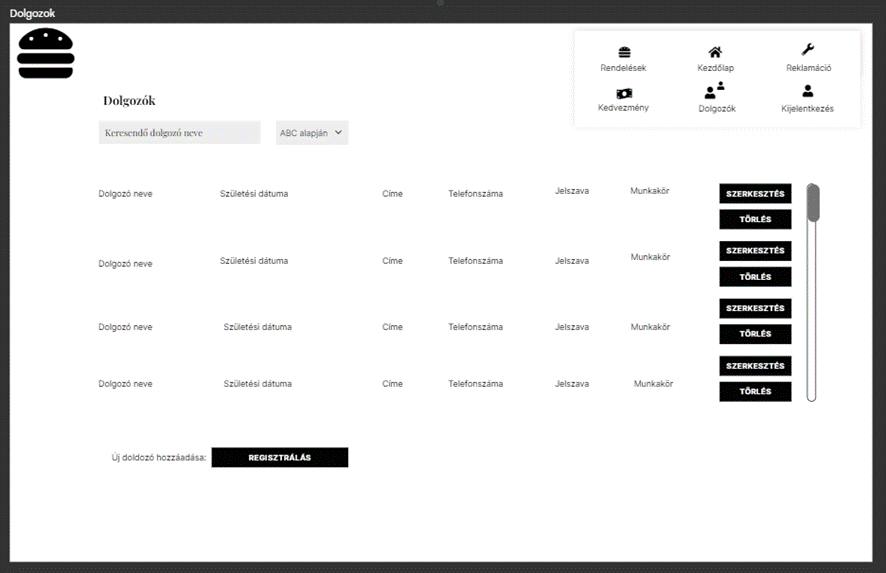 Dolgozok
Rendelések Kezdőlap Reklamáció
Kedvezmény Dolgozók Kijelentkezés
Dolgozók
Keresendő dolgozó neve ABC alapján
Dolgozó neve Születési dátuma Címe Telefonszáma Jelszava Munkakör SZERKESZTÉS
TÖRLÉS
Dolgozó neve Születési dátuma Címe Telefonszáma Jelszava Munkakör SZERKESZTÉS
TÖRLÉS
Dolgozó neve Születési dátuma Címe Telefonszáma Jelszava Munkakör SZERKESZTÉS
TÖRLÉS
Dolgozó neve Születési dátuma Címe Telefonszáma Jelszava Munkakör SZERKESZTÉS
TÖRLÉS
Új doldozó hozzáadása: REGISZTRÁLÁS